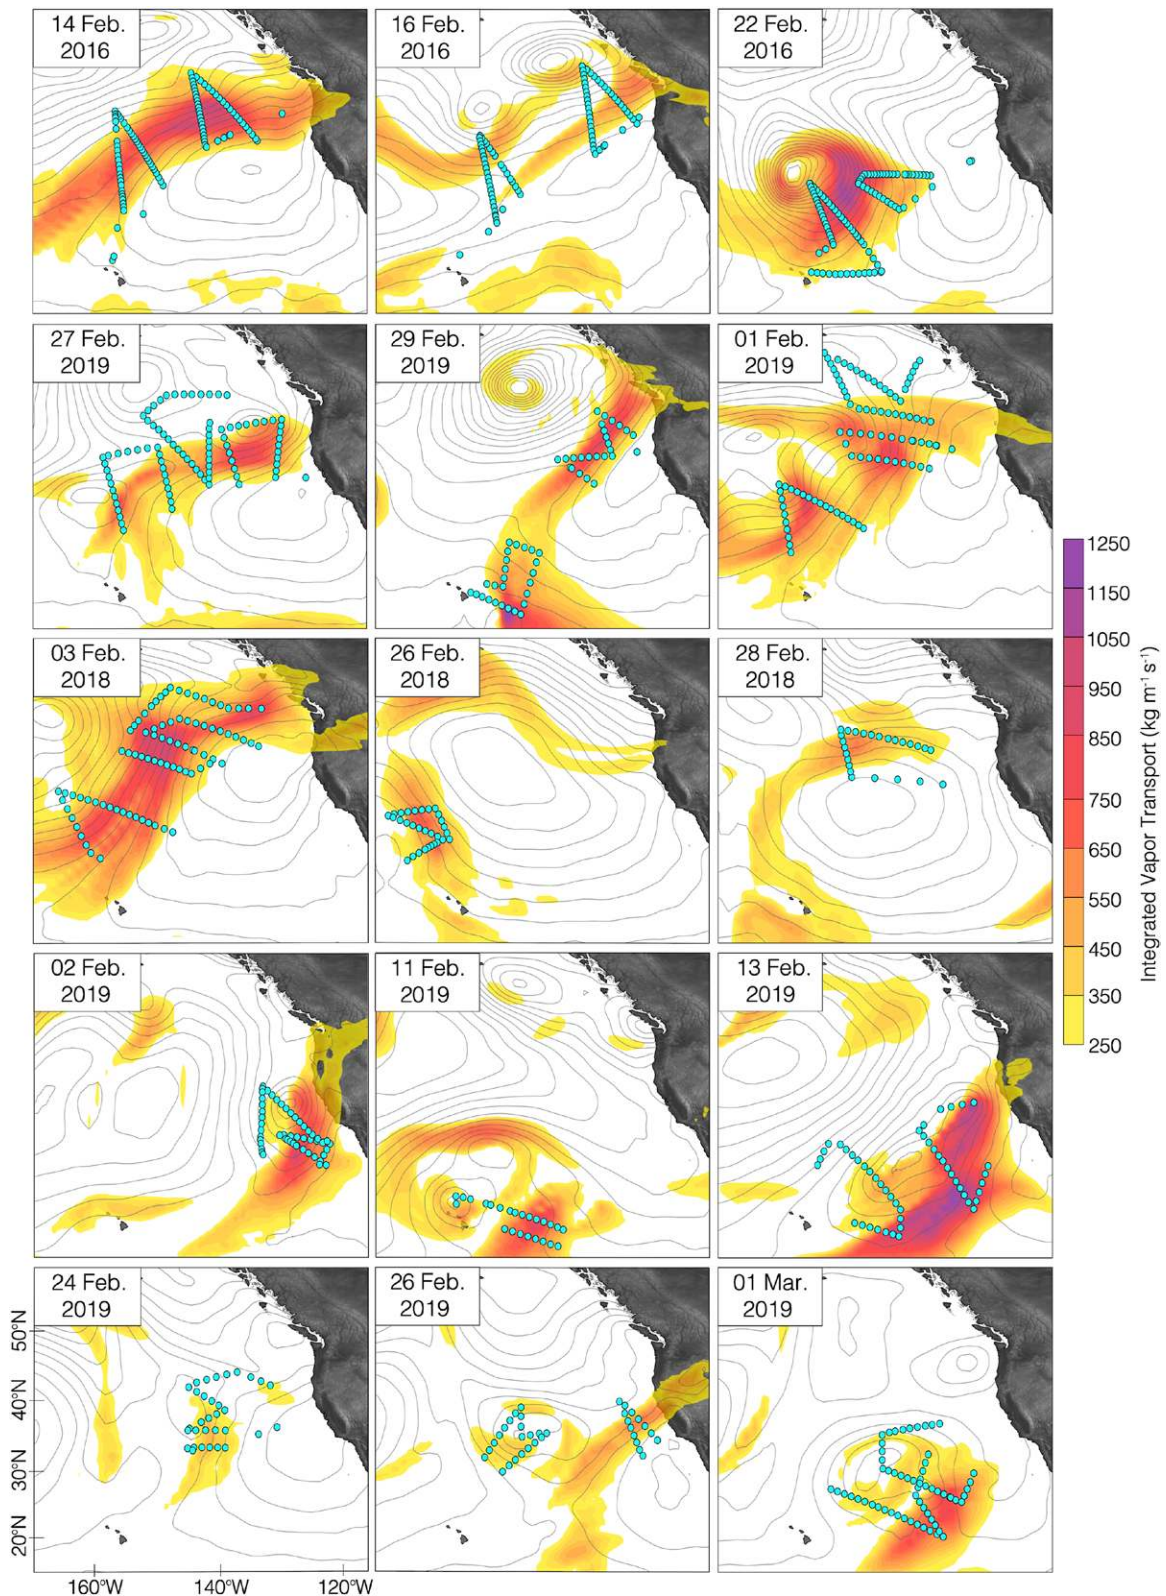 14 Feb.
2016
16 Feb.
2016
22 Feb.
2016
27 Feb.
2019
29 Feb.
2019
01 Feb.
2019
03 Feb.
2018
26 Feb.
2018
28 Feb.
2018
02 Feb.
2019
11 Feb.
2019
13 Feb.
2019
24 Feb.
2019
26 Feb.
2019
01 Mar.
2019
1250
1150
1050
950
850
750
650
550
450
350
250
Integrated Vapor Transport (kg m⁻¹ s⁻¹)
50°N
40°N
30°N
20°N
160°W
140°W
120°W